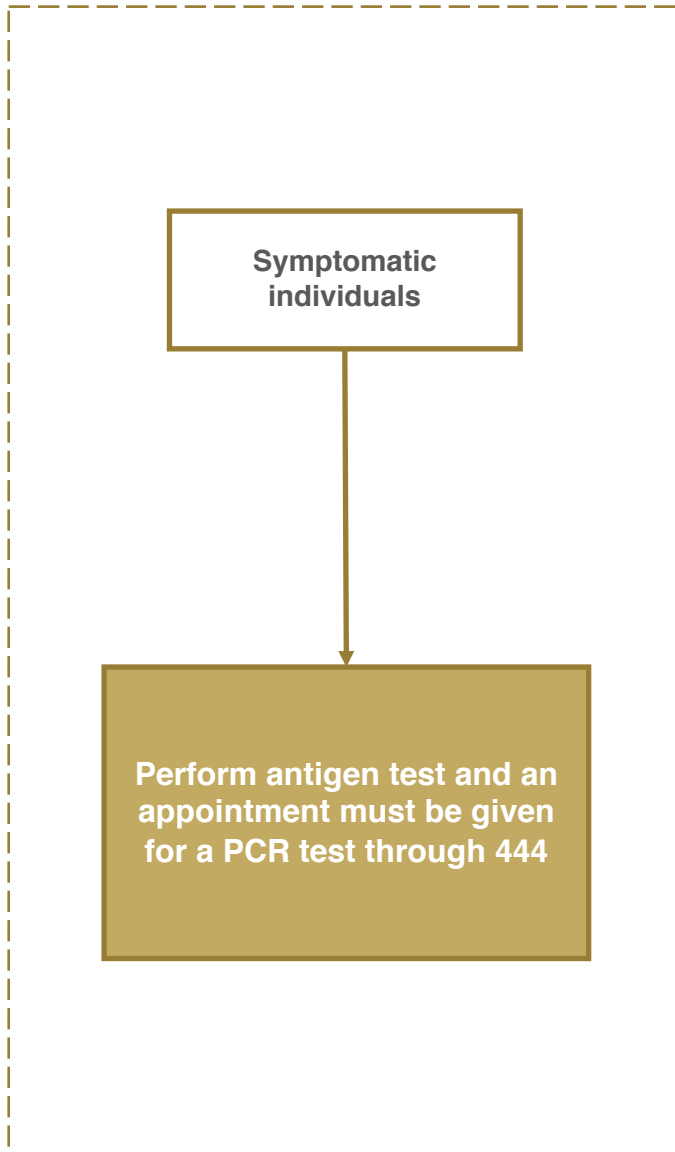 Symptomatic
individuals
Perform antigen test and an
appointment must be given
for a PCR test through 444